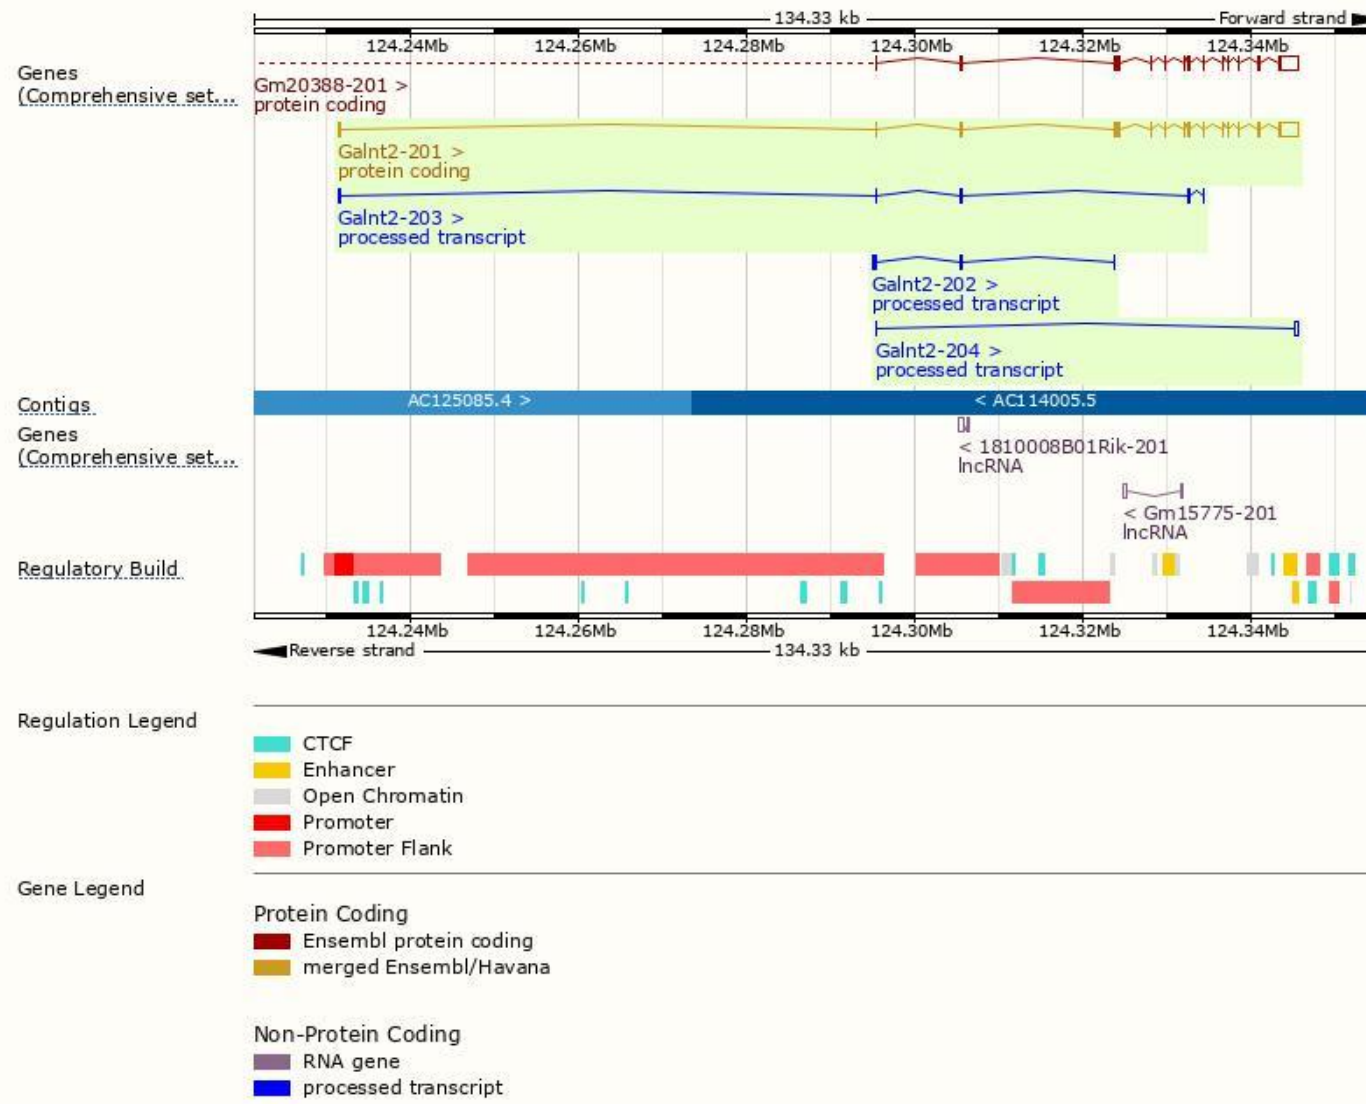 134.33 kb Forward strand
124.24Mb 124.26Mb 124.28Mb 124.30Mb 124.32Mb 124.34Mb
Genes
(Comprehensive set...
Gm20388-201 >
protein coding
Galnt2-201 >
protein coding
Galnt2-203 >
processed transcript
Galnt2-202 >
processed transcript
Galnt2-204 >
processed transcript
Contigs AC125085.4 > < AC114005.5
Genes
(Comprehensive set...
< 1810008B01Rik-201
lncRNA
< Gm15775-201
lncRNA
Regulatory Build
124.24Mb 124.26Mb 124.28Mb 124.30Mb 124.32Mb 124.34Mb
Reverse strand 134.33 kb
Regulation Legend
CTCF
Enhancer
Open Chromatin
Promoter
Promoter Flank
Gene Legend
Protein Coding
Ensembl protein coding
merged Ensembl/Havana
Non-Protein Coding
RNA gene
processed transcript